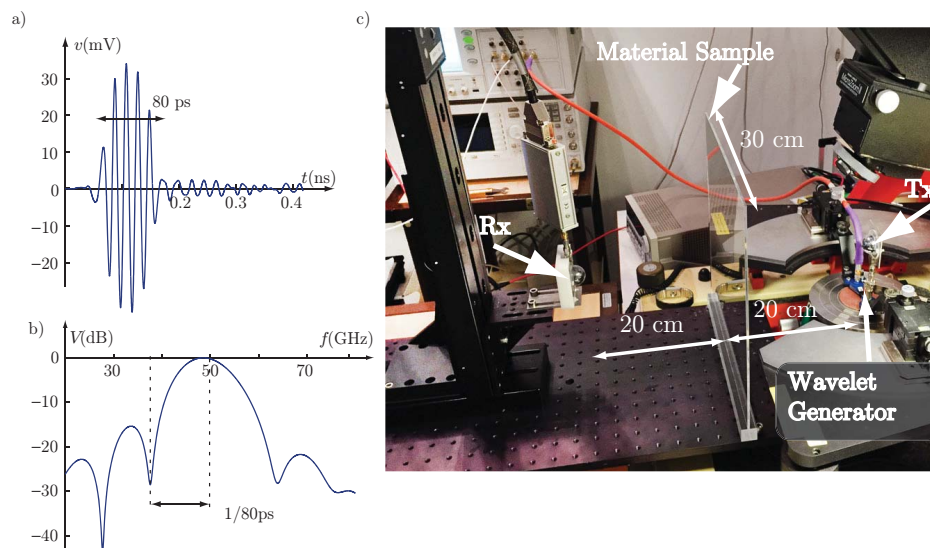 a)
v(mV)
30
20
10
0
-10
-20
80 ps
t(ns)
0.2
0.3
0.4
b)
V(dB)
f(GHz)
0
-10
-20
-30
-40
30
50
70
1/80ps
c)
Material Sample
30 cm
Tx
Rx
20 cm
20 cm
Wavelet
Generator